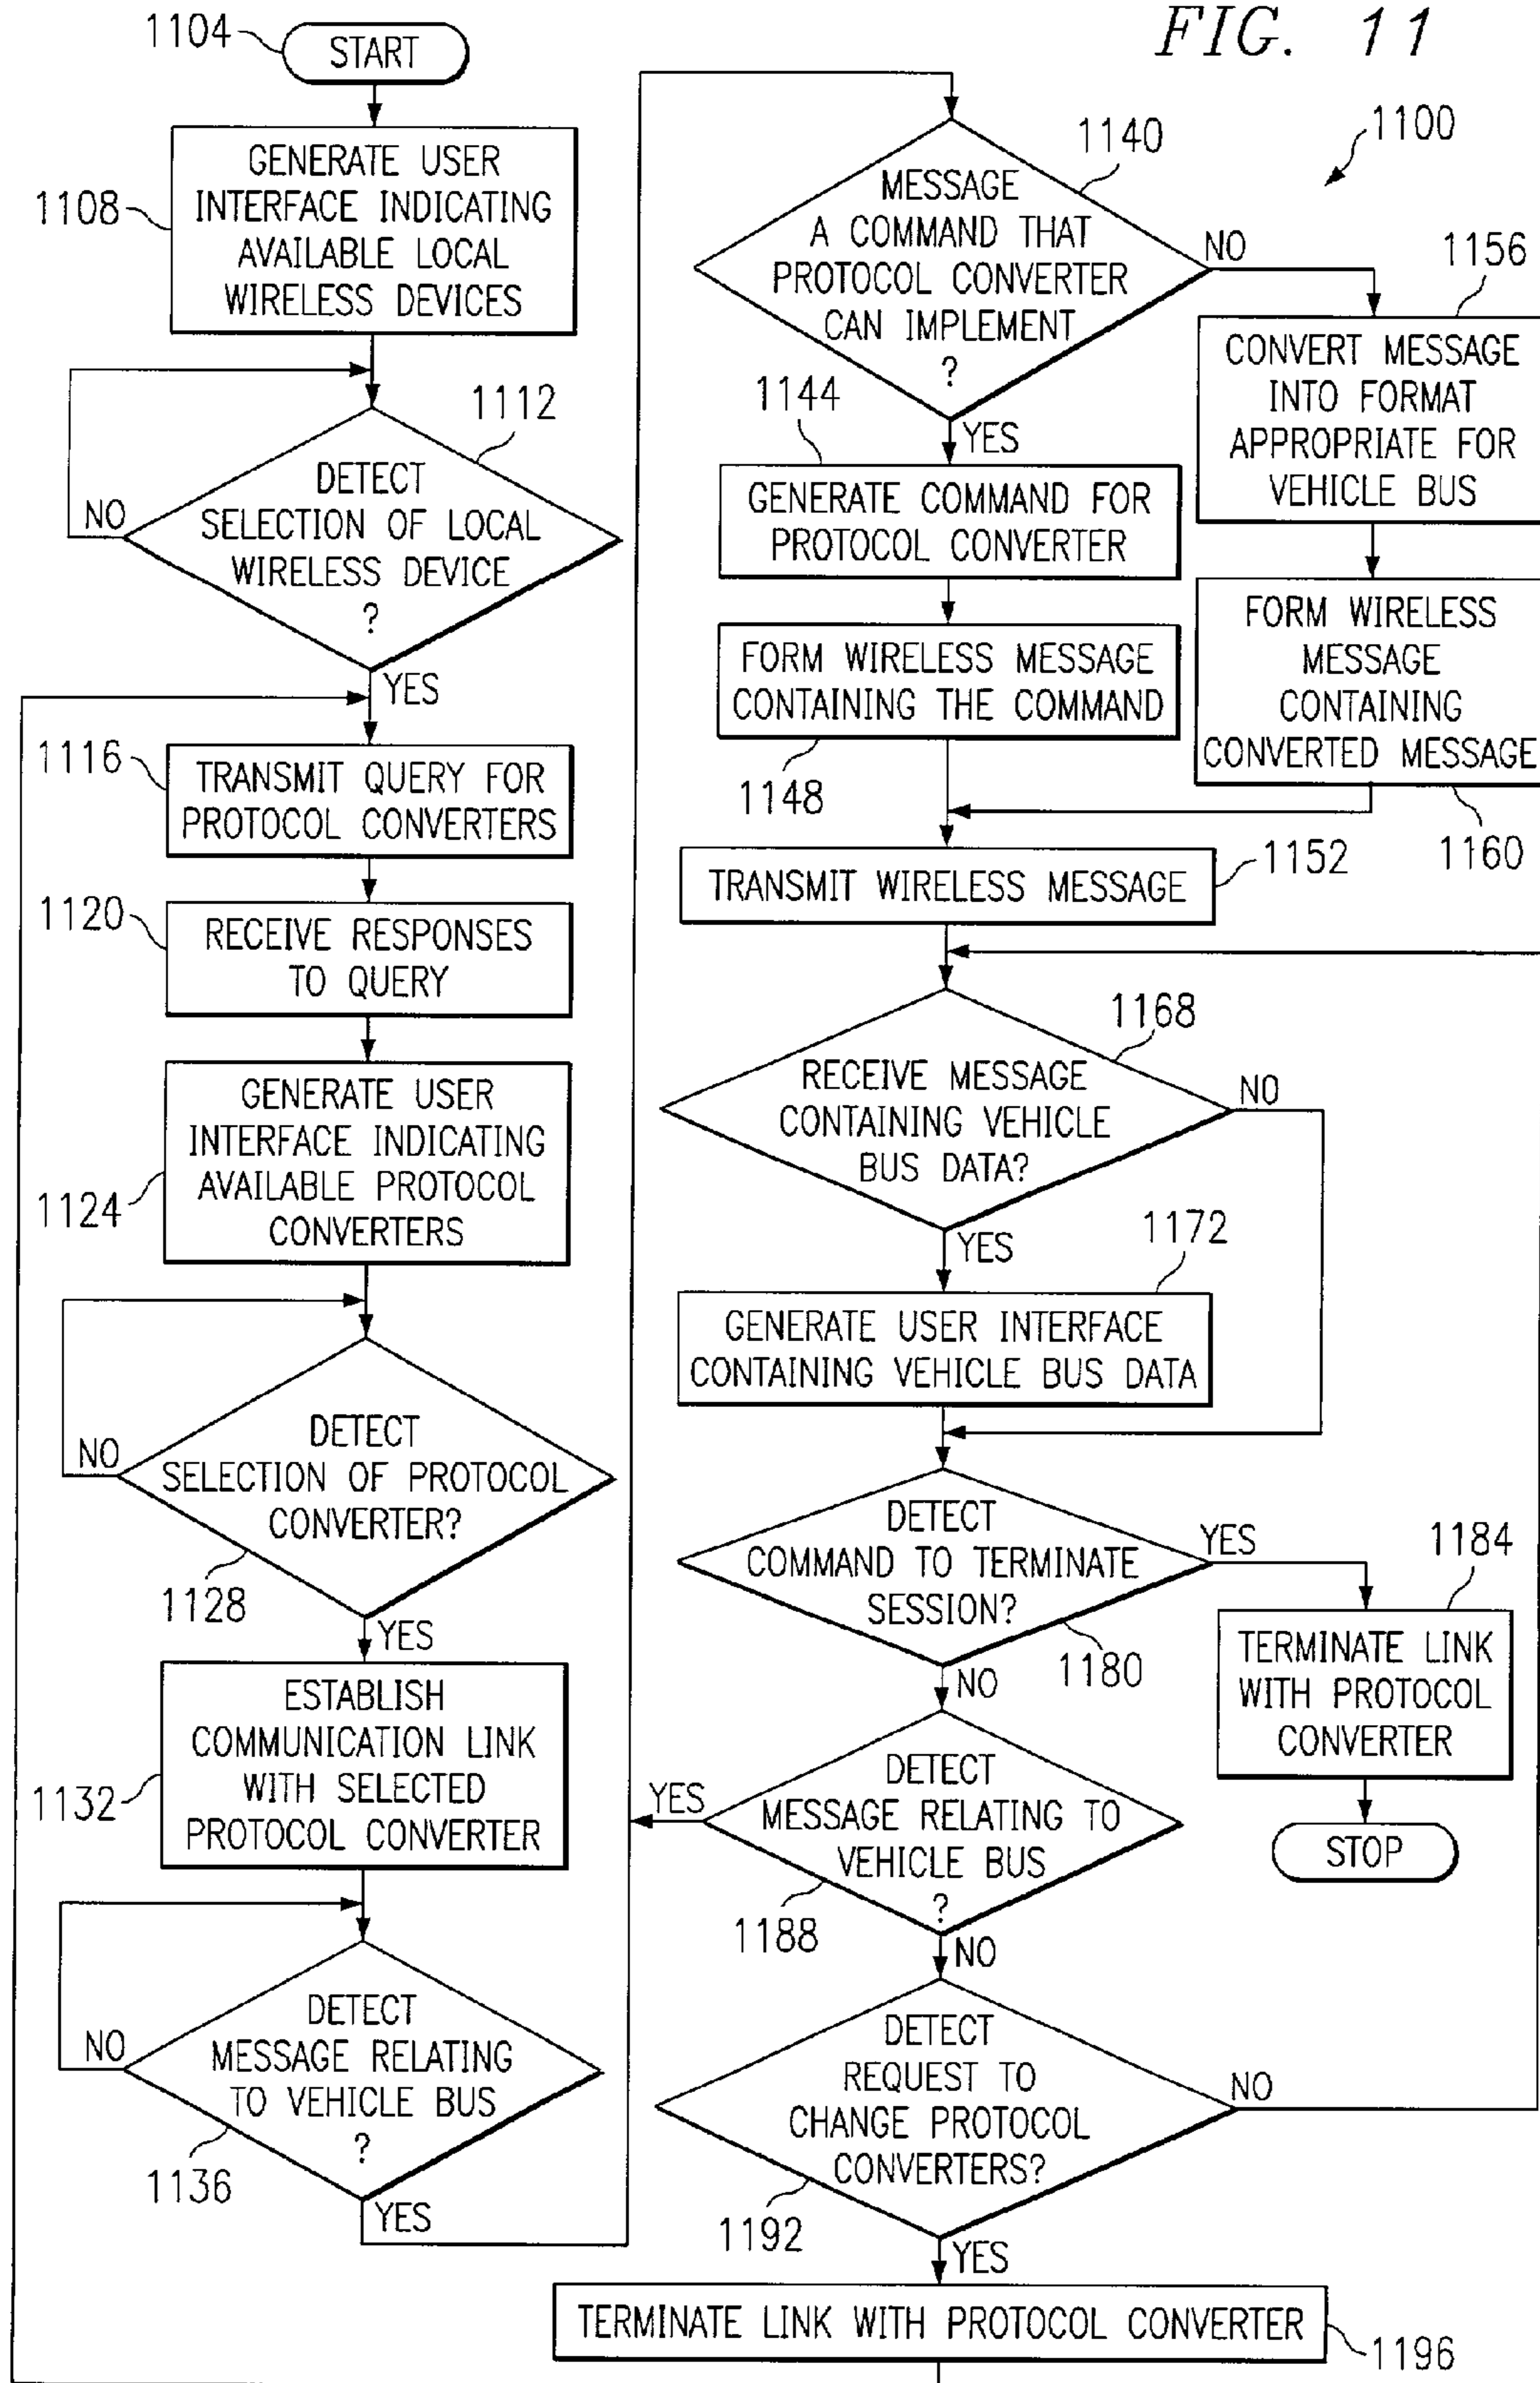 FIG. 11
1100
1104
START
1108
GENERATE USER
INTERFACE INDICATING
AVAILABLE LOCAL
WIRELESS DEVICES
1112
DETECT
SELECTION OF LOCAL
WIRELESS DEVICE
?
NO
YES
1116
TRANSMIT QUERY FOR
PROTOCOL CONVERTERS
1120
RECEIVE RESPONSES
TO QUERY
1124
GENERATE USER
INTERFACE INDICATING
AVAILABLE PROTOCOL
CONVERTERS
DETECT
SELECTION OF PROTOCOL
CONVERTER?
NO
1128
YES
1132
ESTABLISH
COMMUNICATION LINK
WITH SELECTED
PROTOCOL CONVERTER
DETECT
MESSAGE RELATING
TO VEHICLE BUS
?
NO
1136
YES
1140
MESSAGE
A COMMAND THAT
PROTOCOL CONVERTER
CAN IMPLEMENT
?
NO
YES
1144
GENERATE COMMAND FOR
PROTOCOL CONVERTER
FORM WIRELESS MESSAGE
CONTAINING THE COMMAND
1148
1156
CONVERT MESSAGE
INTO FORMAT
APPROPRIATE FOR
VEHICLE BUS
FORM WIRELESS
MESSAGE
CONTAINING
CONVERTED MESSAGE
1160
TRANSMIT WIRELESS MESSAGE
1152
1168
RECEIVE MESSAGE
CONTAINING VEHICLE
BUS DATA?
NO
YES
1172
GENERATE USER INTERFACE
CONTAINING VEHICLE BUS DATA
DETECT
COMMAND TO TERMINATE
SESSION?
YES
1180
NO
1184
TERMINATE LINK
WITH PROTOCOL
CONVERTER
STOP
DETECT
MESSAGE RELATING TO
VEHICLE BUS
?
YES
1188
NO
DETECT
REQUEST TO
CHANGE PROTOCOL
CONVERTERS?
NO
1192
YES
TERMINATE LINK WITH PROTOCOL CONVERTER
1196